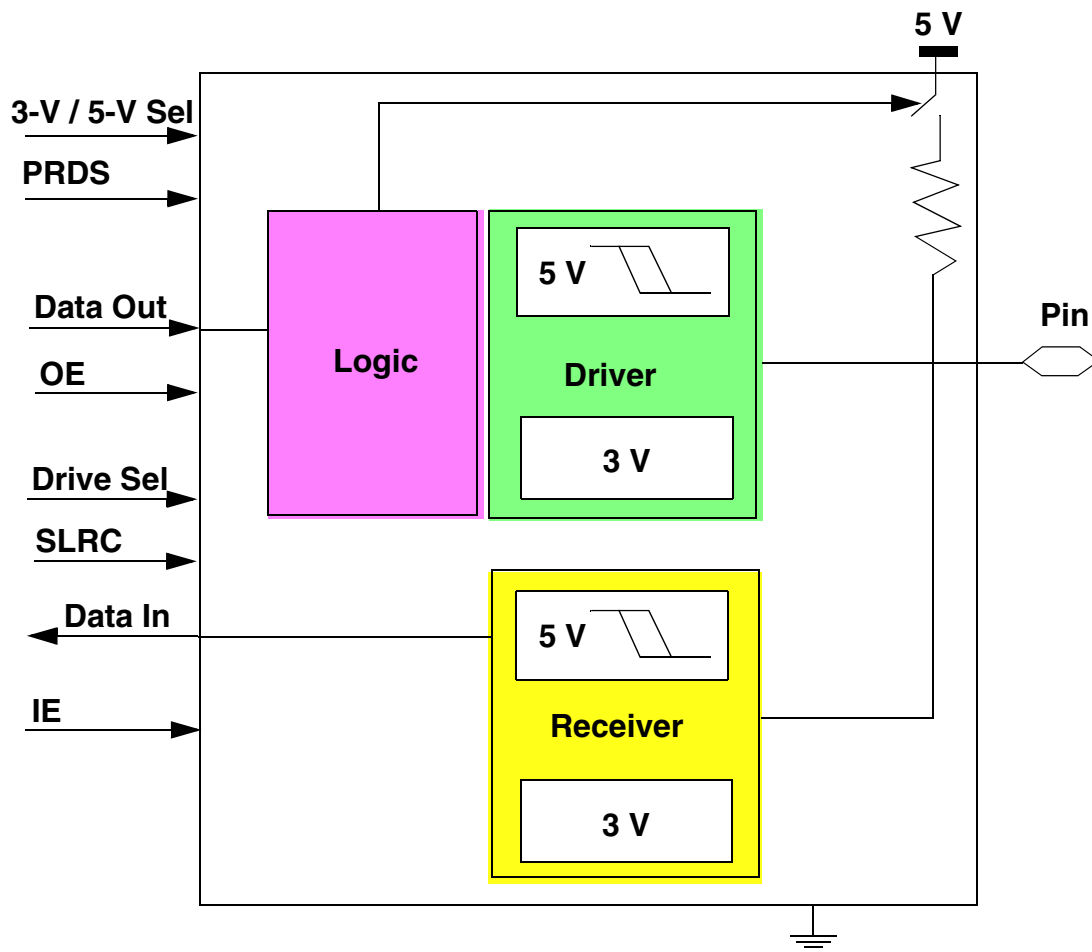 5 V
3-V / 5-V Sel
PRDS
Data Out
OE
Drive Sel
SLRC
Data In
IE
Logic
5 V
Driver
3 V
5 V
Receiver
3 V
Pin